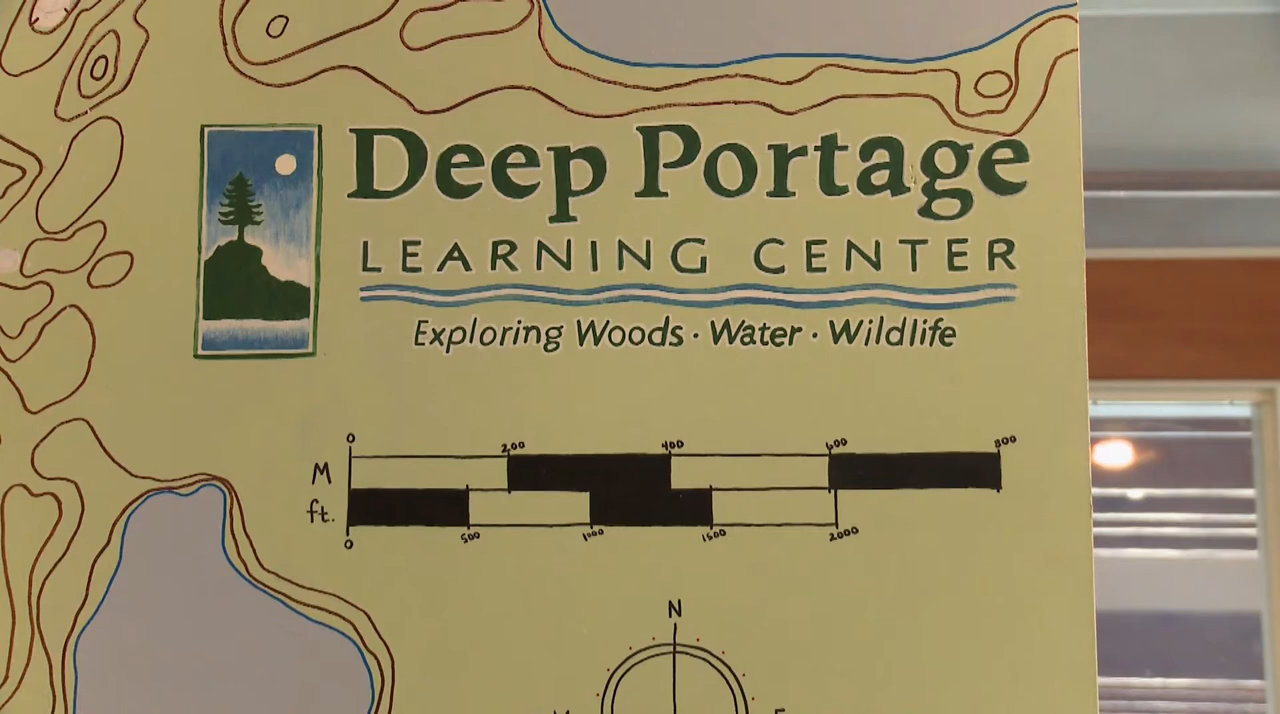 Deep Portage
LEARNING CENTER
Exploring Woods · Water · Wildlife
0 200 400 600 800
M
ft.
0 500 1000 1500 2000
N